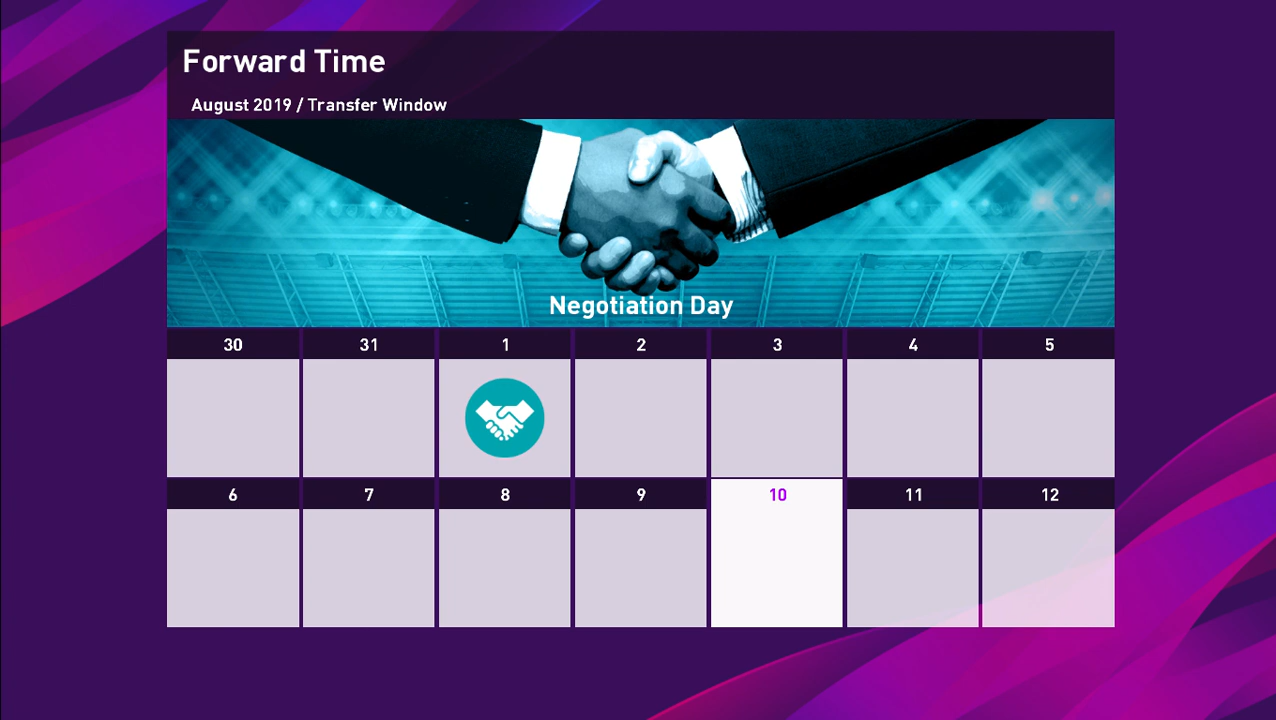 Forward Time
August 2019 / Transfer Window
Negotiation Day
30 31 1 2 3 4 5
6 7 8 9 10 11 12